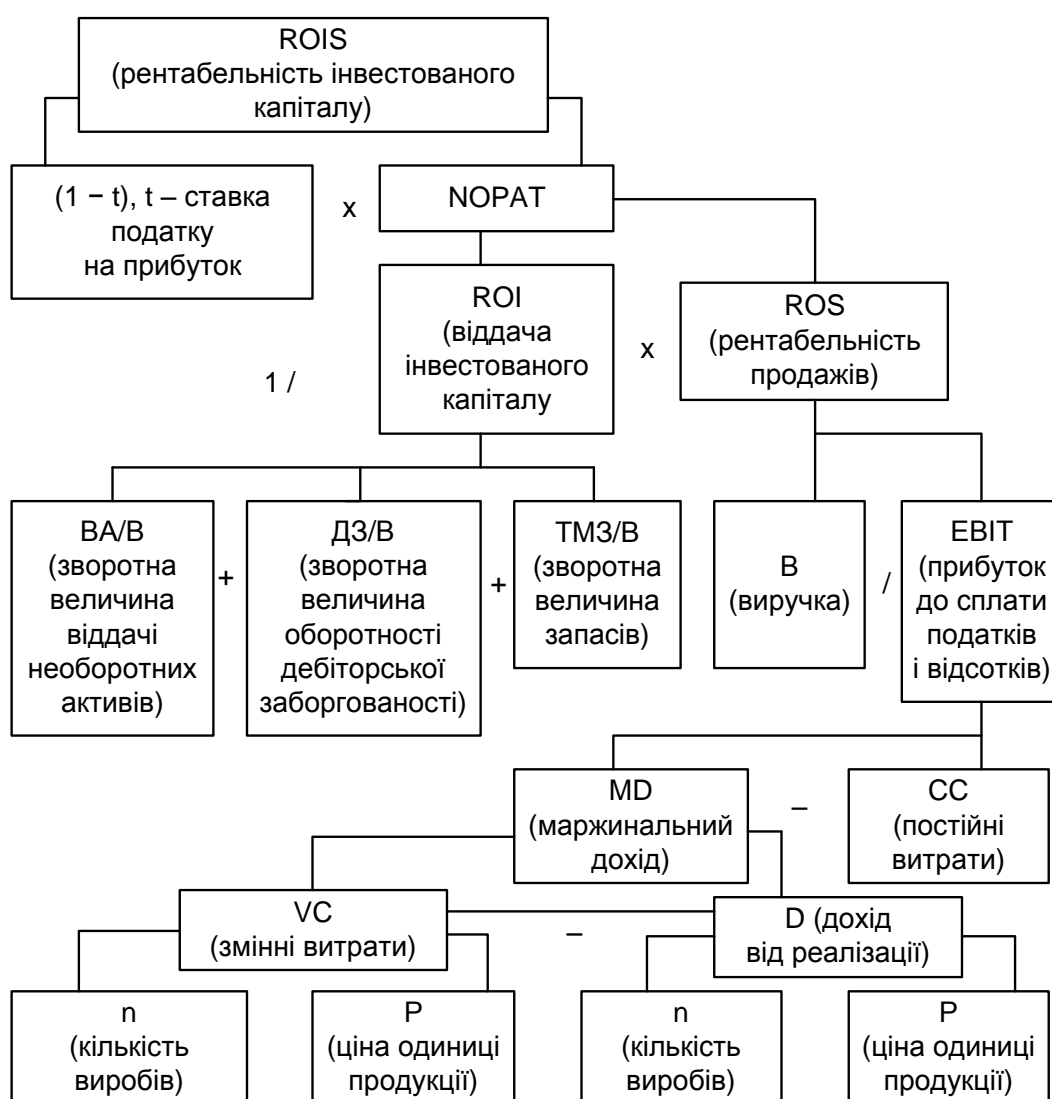 ROIS
(рентабельність інвестованого
капіталу)
(1 − t), t – ставка
податку
на прибуток
x
NOPAT
1 /
ROI
(віддача
інвестованого
капіталу
x
ROS
(рентабельність
продажів)
ВА/В
(зворотна
величина
віддачі
необоротних
активів)
+
ДЗ/В
(зворотна
величина
оборотності
дебіторської
заборгованості)
+
ТМЗ/В
(зворотна
величина
запасів)
В
(виручка)
/
EBIT
(прибуток
до сплати
податків
і відсотків)
MD
(маржинальний
дохід)
–
CC
(постійні
витрати)
VC
(змінні витрати)
–
D (дохід
від реалізації)
n
(кількість
виробів)
P
(ціна одиниці
продукції)
n
(кількість
виробів)
P
(ціна одиниці
продукції)